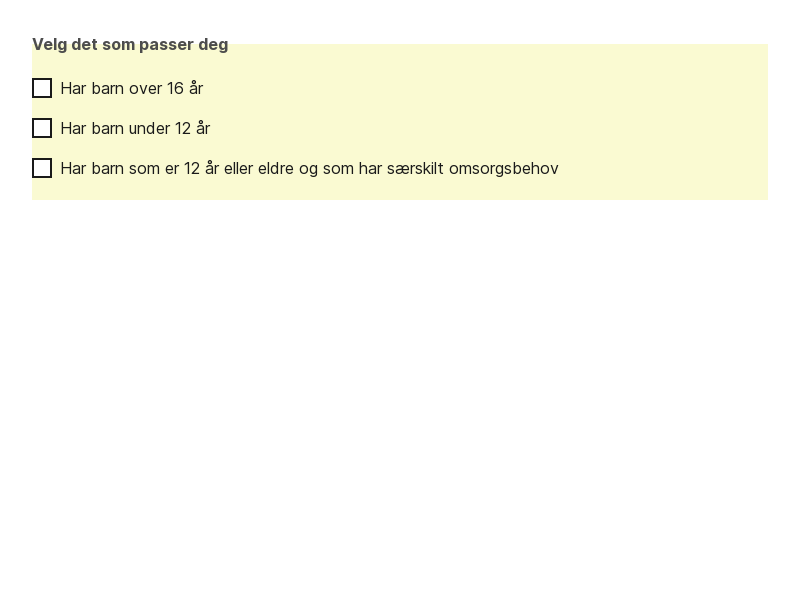 Velg det som passer deg
Har barn over 16 år
Har barn under 12 år
Har barn som er 12 år eller eldre og som har særskilt omsorgsbehov